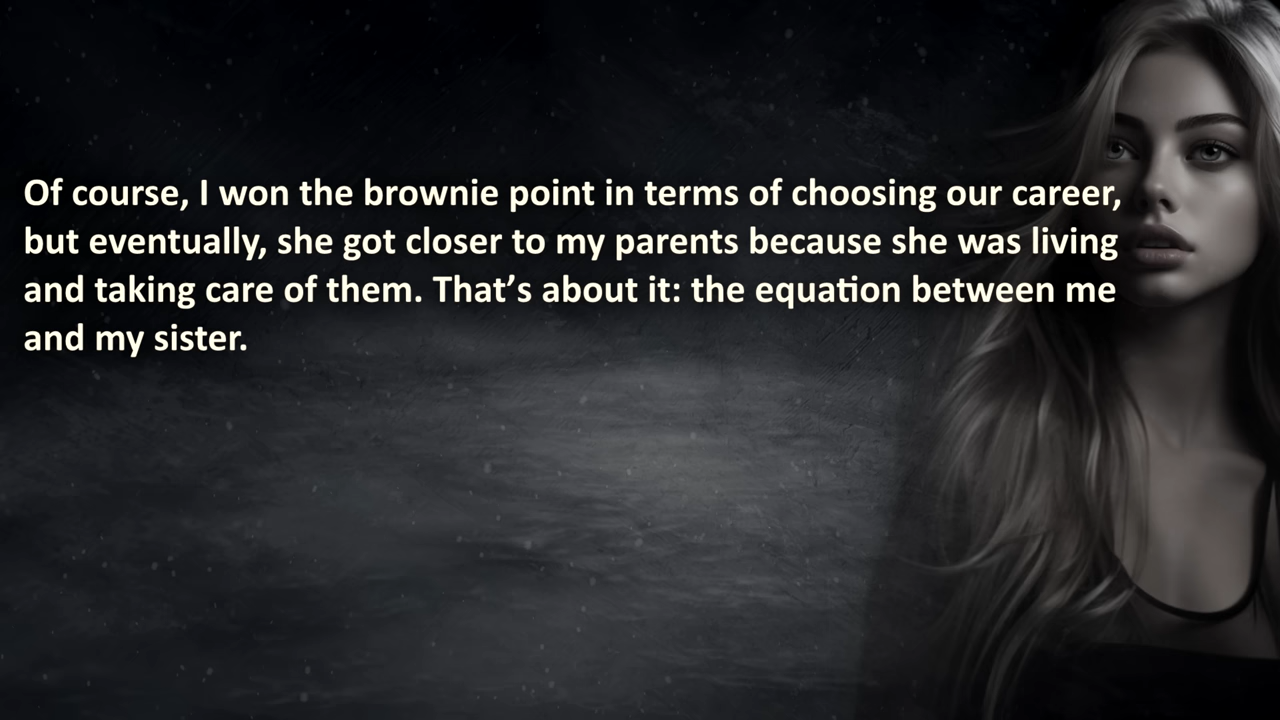 Of course, I won the brownie point in terms of choosing our career,
but eventually, she got closer to my parents because she was living
and taking care of them. That’s about it: the equation between me
and my sister.